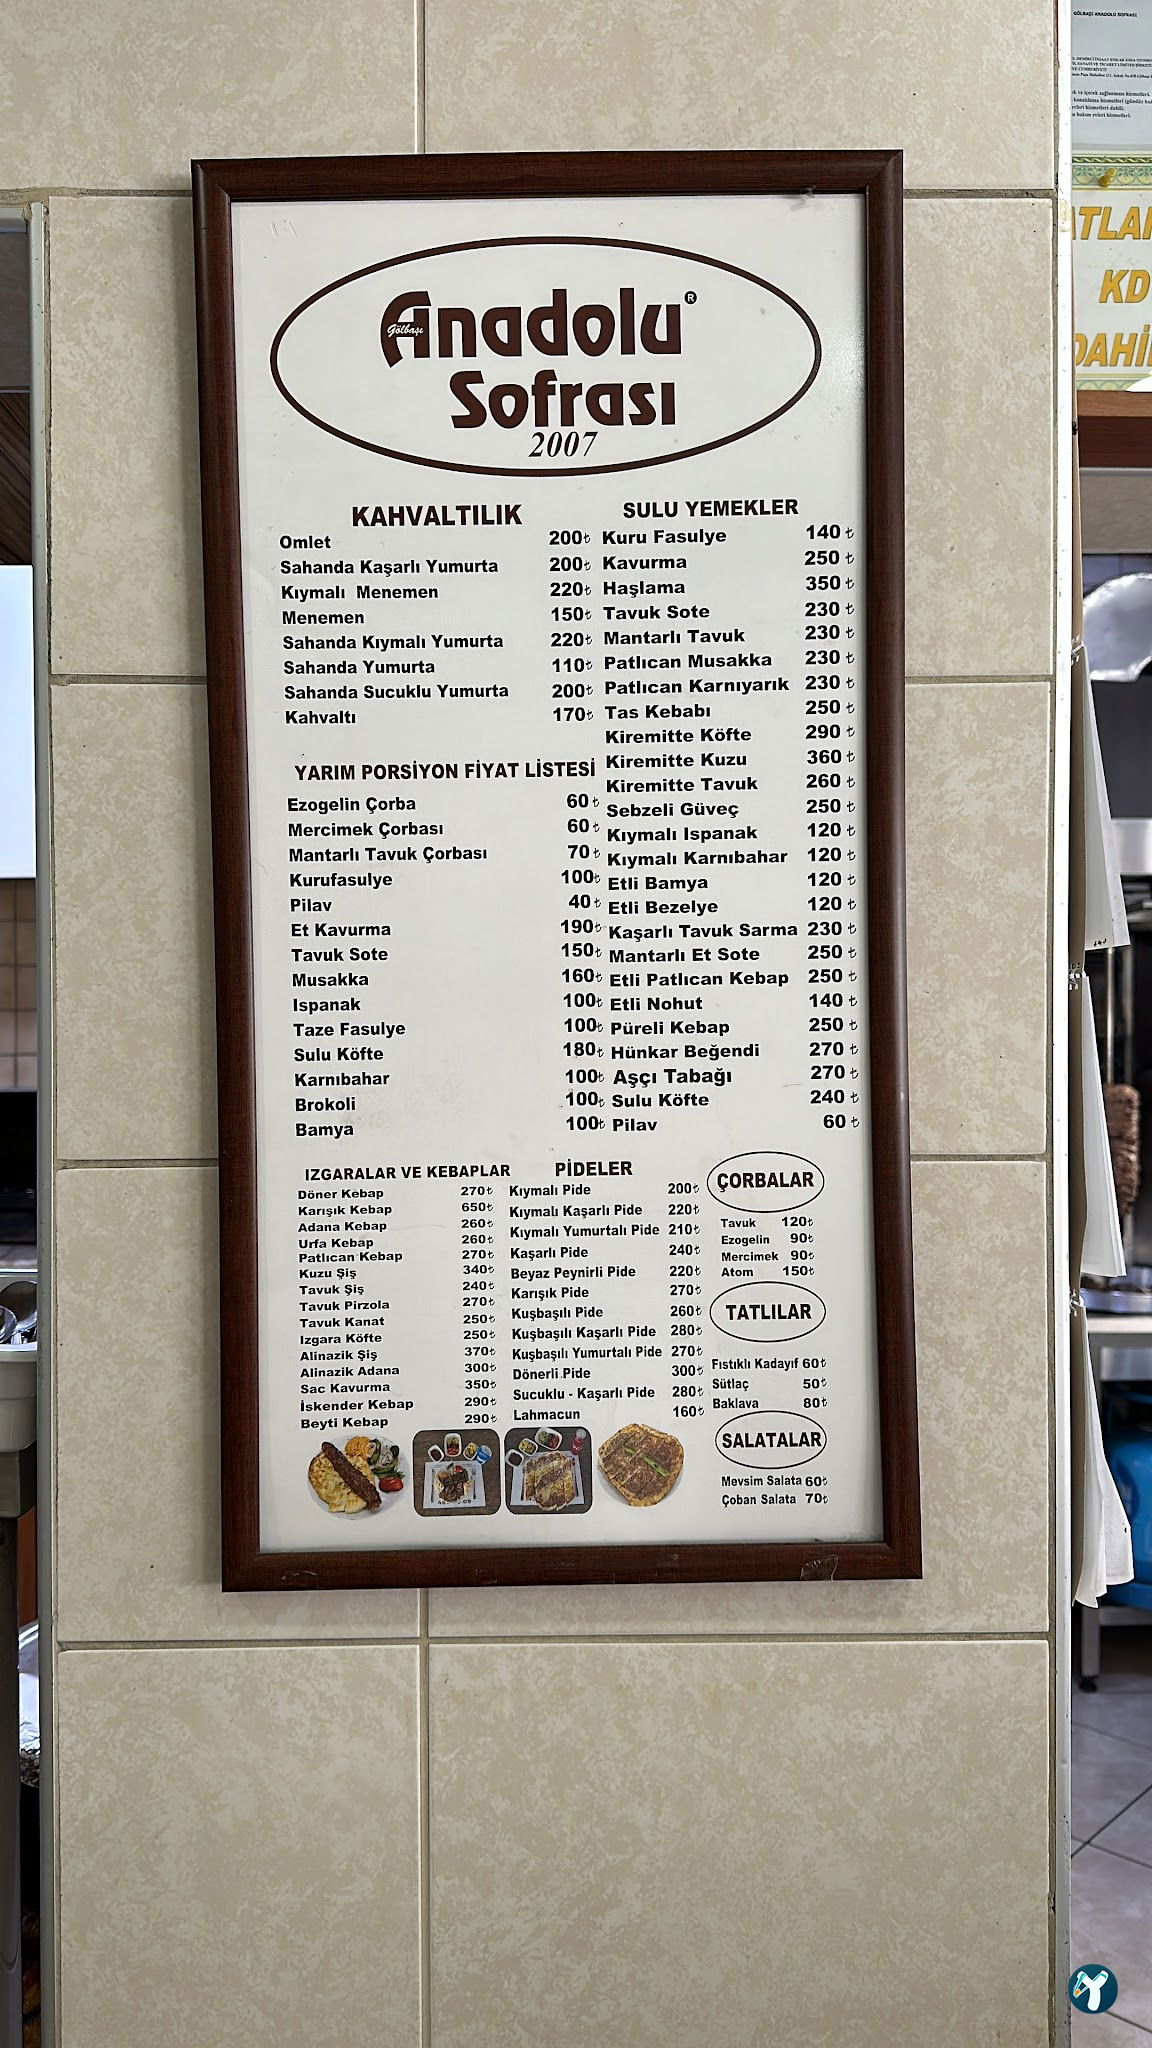 Anadolu®
Gölbaşı
Sofrası
2007
KAHVALTILIK
Omlet 200₺
Sahanda Kaşarlı Yumurta 200₺
Kıymalı Menemen 220₺
Menemen 150₺
Sahanda Kıymalı Yumurta 220₺
Sahanda Yumurta 110₺
Sahanda Sucuklu Yumurta 200₺
Kahvaltı 170₺
YARIM PORSİYON FİYAT LİSTESİ
Ezogelin Çorba 60₺
Mercimek Çorbası 60₺
Mantarlı Tavuk Çorbası 70₺
Kurufasulye 100₺
Pilav 40₺
Et Kavurma 190₺
Tavuk Sote 150₺
Musakka 160₺
Ispanak 100₺
Taze Fasulye 100₺
Sulu Köfte 180₺
Karnıbahar 100₺
Brokoli 100₺
Bamya 100₺
SULU YEMEKLER
Kuru Fasulye 140 ₺
Kavurma 250 ₺
Haşlama 350 ₺
Tavuk Sote 230 ₺
Mantarlı Tavuk 230 ₺
Patlıcan Musakka 230 ₺
Patlıcan Karnıyarık 230 ₺
Tas Kebabı 250 ₺
Kiremitte Köfte 290 ₺
Kiremitte Kuzu 360 ₺
Kiremitte Tavuk 260 ₺
Sebzeli Güveç 250 ₺
Kıymalı Ispanak 120 ₺
Kıymalı Karnıbahar 120 ₺
Etli Bamya 120 ₺
Etli Bezelye 120 ₺
Kaşarlı Tavuk Sarma 230 ₺
Mantarlı Et Sote 250 ₺
Etli Patlıcan Kebap 250 ₺
Etli Nohut 140 ₺
Püreli Kebap 250 ₺
Hünkar Beğendi 270 ₺
Aşçı Tabağı 270 ₺
Sulu Köfte 240 ₺
Pilav 60 ₺
IZGARALAR VE KEBAPLAR
Döner Kebap 270₺
Karışık Kebap 650₺
Adana Kebap 260₺
Urfa Kebap 260₺
Patlıcan Kebap 270₺
Kuzu Şiş 340₺
Tavuk Şiş 240₺
Tavuk Pirzola 270₺
Tavuk Kanat 250₺
Izgara Köfte 250₺
Alinazik Şiş 370₺
Alinazik Adana 300₺
Sac Kavurma 350₺
İskender Kebap 290₺
Beyti Kebap 290₺
PİDELER
Kıymalı Pide 200₺
Kıymalı Kaşarlı Pide 220₺
Kıymalı Yumurtalı Pide 210₺
Kaşarlı Pide 240₺
Beyaz Peynirli Pide 220₺
Karışık Pide 270₺
Kuşbaşılı Pide 260₺
Kuşbaşılı Kaşarlı Pide 280₺
Kuşbaşılı Yumurtalı Pide 270₺
Dönerli Pide 300₺
Sucuklu - Kaşarlı Pide 280₺
Lahmacun 160₺
ÇORBALAR
Tavuk 120₺
Ezogelin 90₺
Mercimek 90₺
Atom 150₺
TATLILAR
Fıstıklı Kadayıf 60₺
Sütlaç 50₺
Baklava 80₺
SALATALAR
Mevsim Salata 60₺
Çoban Salata 70₺
GÖLBAŞI ANADOLU SOFRASI
KD